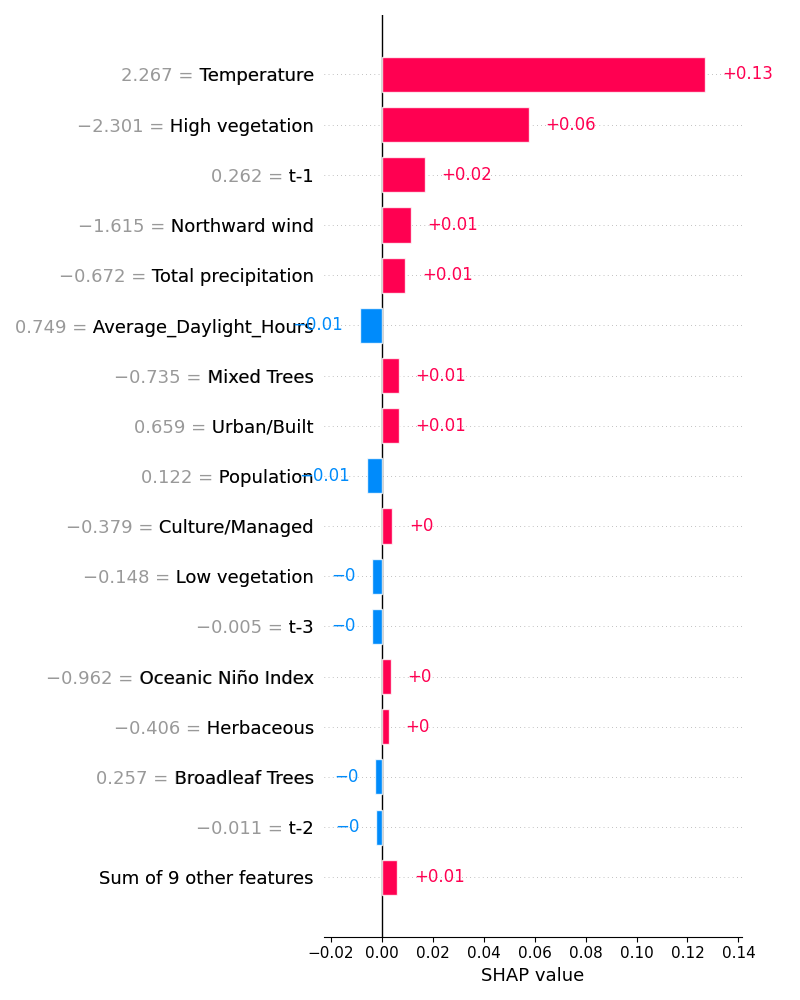 2.267 = Temperature +0.13
−2.301 = High vegetation +0.06
0.262 = t-1 +0.02
−1.615 = Northward wind +0.01
−0.672 = Total precipitation +0.01
0.749 = Average_Daylight_Hours −0.01
−0.735 = Mixed Trees +0.01
0.659 = Urban/Built +0.01
0.122 = Population −0.01
−0.379 = Culture/Managed +0
−0.148 = Low vegetation −0
−0.005 = t-3 −0
−0.962 = Oceanic Niño Index +0
−0.406 = Herbaceous +0
0.257 = Broadleaf Trees −0
−0.011 = t-2 −0
Sum of 9 other features +0.01
−0.02 0.00 0.02 0.04 0.06 0.08 0.10 0.12 0.14
SHAP value